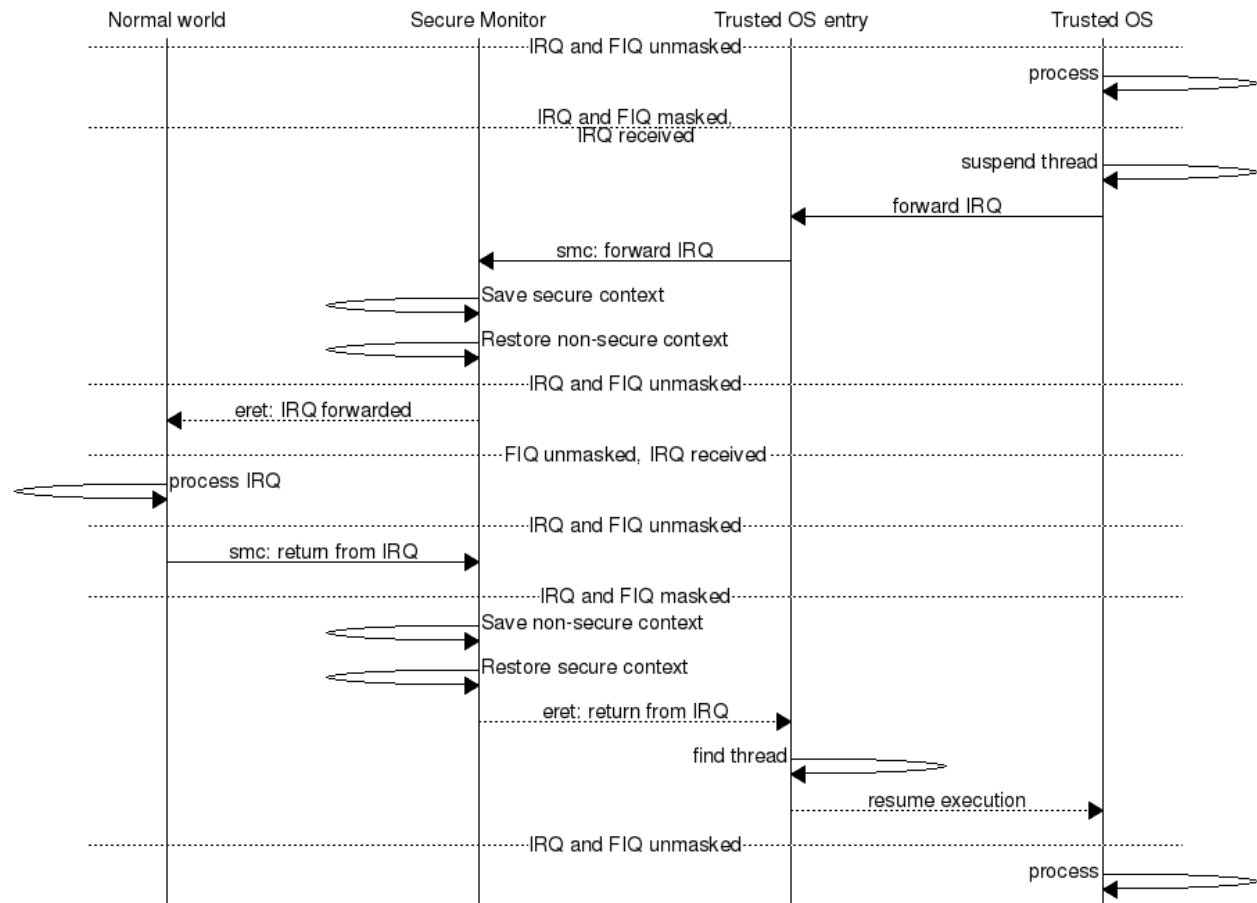 Normal world Secure Monitor Trusted OS entry Trusted OS
IRQ and FIQ unmasked
process
IRQ and FIQ masked,
IRQ received
suspend thread
forward IRQ
smc: forward IRQ
Save secure context
Restore non-secure context
IRQ and FIQ unmasked
eret: IRQ forwarded
FIQ unmasked, IRQ received
process IRQ
IRQ and FIQ unmasked
smc: return from IRQ
IRQ and FIQ masked
Save non-secure context
Restore secure context
eret: return from IRQ
find thread
resume execution
IRQ and FIQ unmasked
process